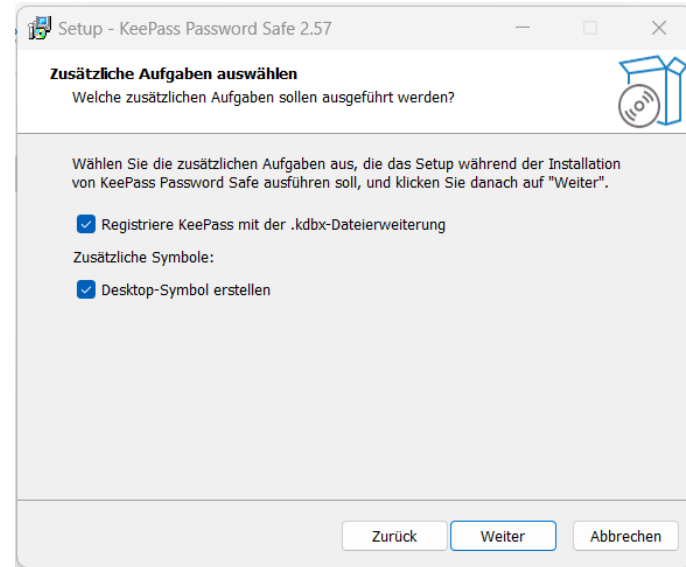 Setup - KeePass Password Safe 2.57
Zusätzliche Aufgaben auswählen
Welche zusätzlichen Aufgaben sollen ausgeführt werden?
Wählen Sie die zusätzlichen Aufgaben aus, die das Setup während der Installation
von KeePass Password Safe ausführen soll, und klicken Sie danach auf "Weiter".
Registriere KeePass mit der .kdbx-Dateierweiterung
Zusätzliche Symbole:
Desktop-Symbol erstellen
Zurück Weiter Abbrechen